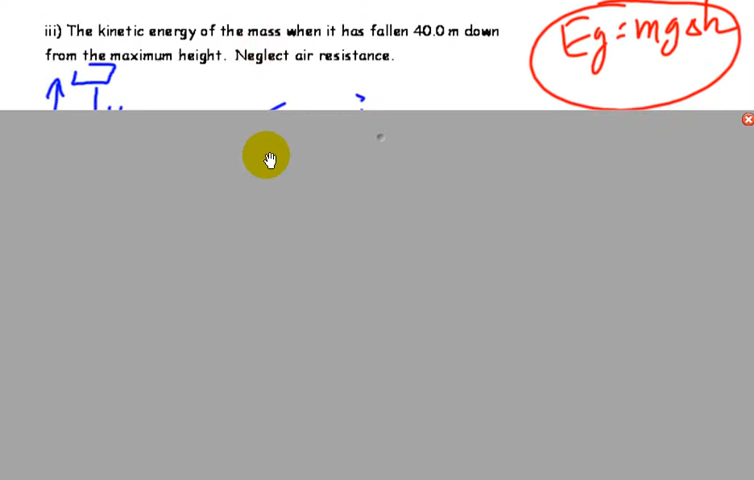 iii) The kinetic energy of the mass when it has fallen 40.0 m down
from the maximum height. Neglect air resistance.
Eg = mgΔh